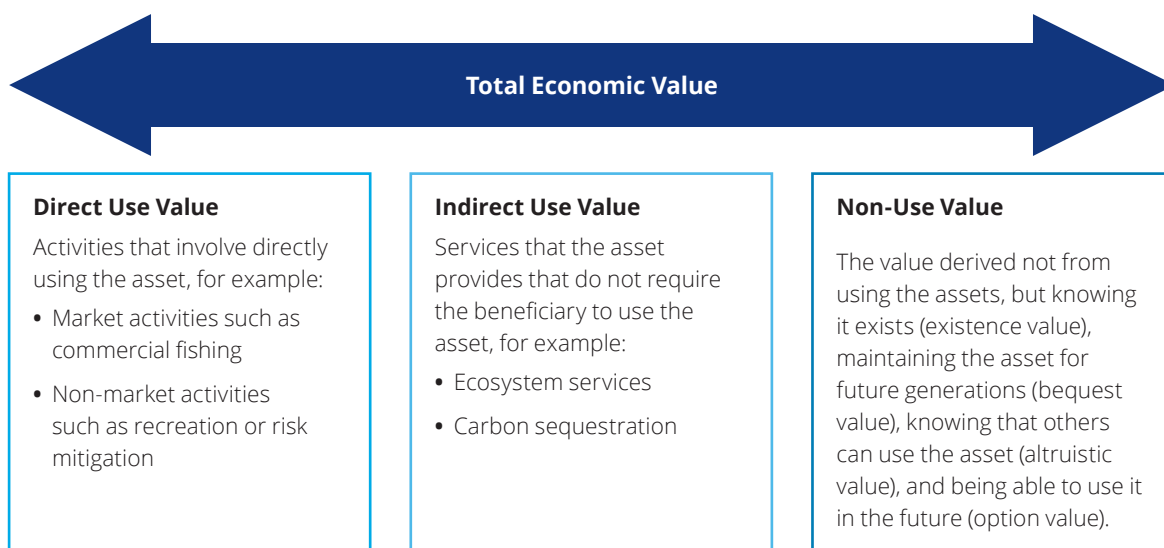 Total Economic Value
Direct Use Value
Activities that involve directly
using the asset, for example:
• Market activities such as
commercial fishing
• Non-market activities
such as recreation or risk
mitigation
Indirect Use Value
Services that the asset
provides that do not require
the beneficiary to use the
asset, for example:
• Ecosystem services
• Carbon sequestration
Non-Use Value
The value derived not from
using the assets, but knowing
it exists (existence value),
maintaining the asset for
future generations (bequest
value), knowing that others
can use the asset (altruistic
value), and being able to use it
in the future (option value).